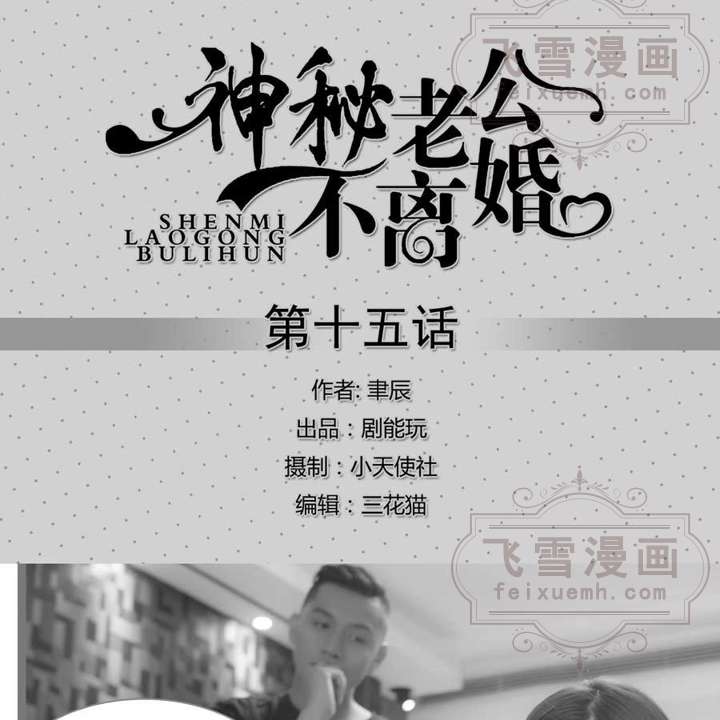 飞雪漫画
feixuemh.com
神秘老公
不离婚
SHENMI
LAOGONG
BULIHUN
第十五话
作者: 聿辰
出品：剧能玩
摄制：小天使社
编辑：三花猫
飞雪漫画
feixuemh.com